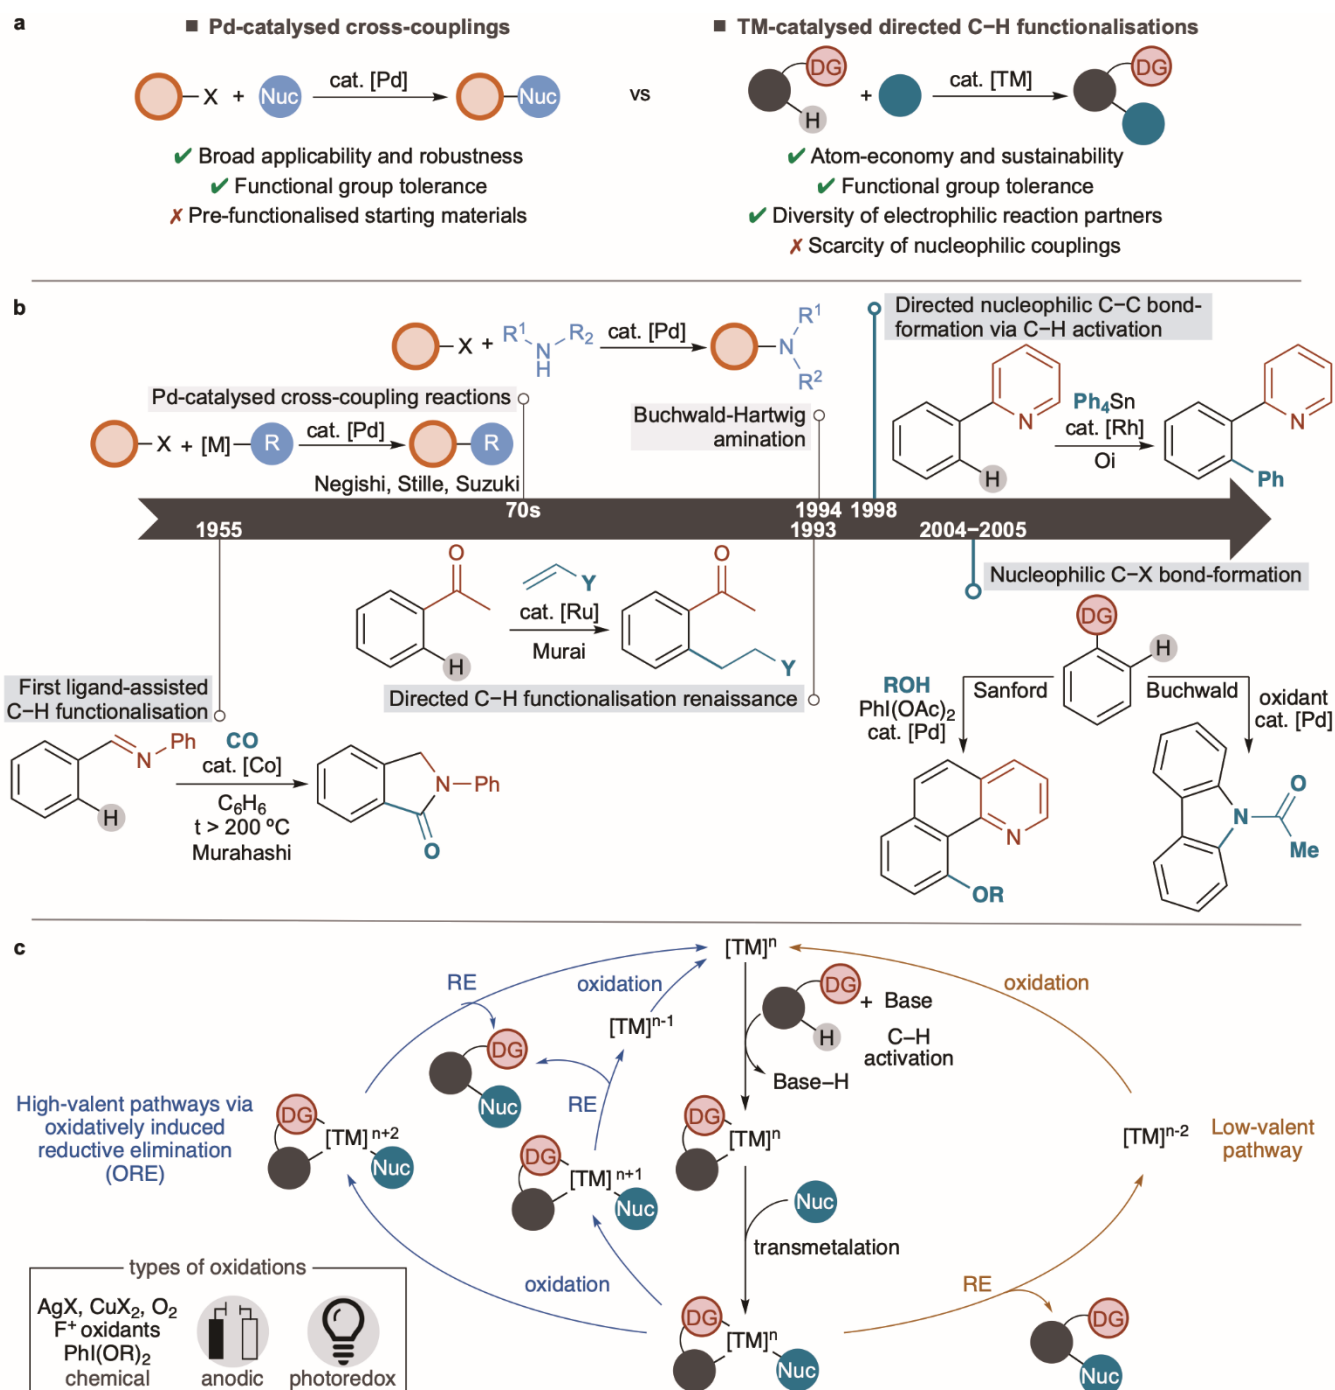 a
■ Pd-catalysed cross-couplings
X + Nuc
cat. [Pd]
Nuc
✔ Broad applicability and robustness
✔ Functional group tolerance
✗ Pre-functionalised starting materials
vs
■ TM-catalysed directed C–H functionalisations
DG
H
+
cat. [TM]
DG
✔ Atom-economy and sustainability
✔ Functional group tolerance
✔ Diversity of electrophilic reaction partners
✗ Scarcity of nucleophilic couplings
b
X + R¹ N H R₂
cat. [Pd]
N R¹ R²
Pd-catalysed cross-coupling reactions
X + [M] R
cat. [Pd]
R
Negishi, Stille, Suzuki
Buchwald-Hartwig
amination
Directed nucleophilic C–C bond-
formation via C–H activation
N
H
Ph₄Sn
cat. [Rh]
Oi
N
Ph
70s
1994 1998
1955
1993
2004–2005
O
H
Y
cat. [Ru]
Murai
O
Y
Directed C–H functionalisation renaissance
First ligand-assisted
C–H functionalisation
N Ph
H
CO
cat. [Co]
C₆H₆
t > 200 ºC
Murahashi
N Ph
O
Nucleophilic C–X bond-formation
DG
H
ROH
PhI(OAc)₂
cat. [Pd]
Sanford
Buchwald
oxidant
cat. [Pd]
N
OR
N
O
Me
c
[TM]ⁿ
RE
oxidation
oxidation
DG
H
+ Base
C–H
activation
Base–H
[TM]ⁿ⁻¹
DG
Nuc
RE
High-valent pathways via
oxidatively induced
reductive elimination
(ORE)
DG
[TM]ⁿ⁺²
Nuc
DG
[TM]ⁿ⁺¹
Nuc
DG
[TM]ⁿ
[TM]ⁿ⁻²
Low-valent
pathway
Nuc
transmetalation
oxidation
RE
DG
[TM]ⁿ
Nuc
DG
Nuc
types of oxidations
AgX, CuX₂, O₂
F⁺ oxidants
PhI(OR)₂
chemical
anodic
photoredox